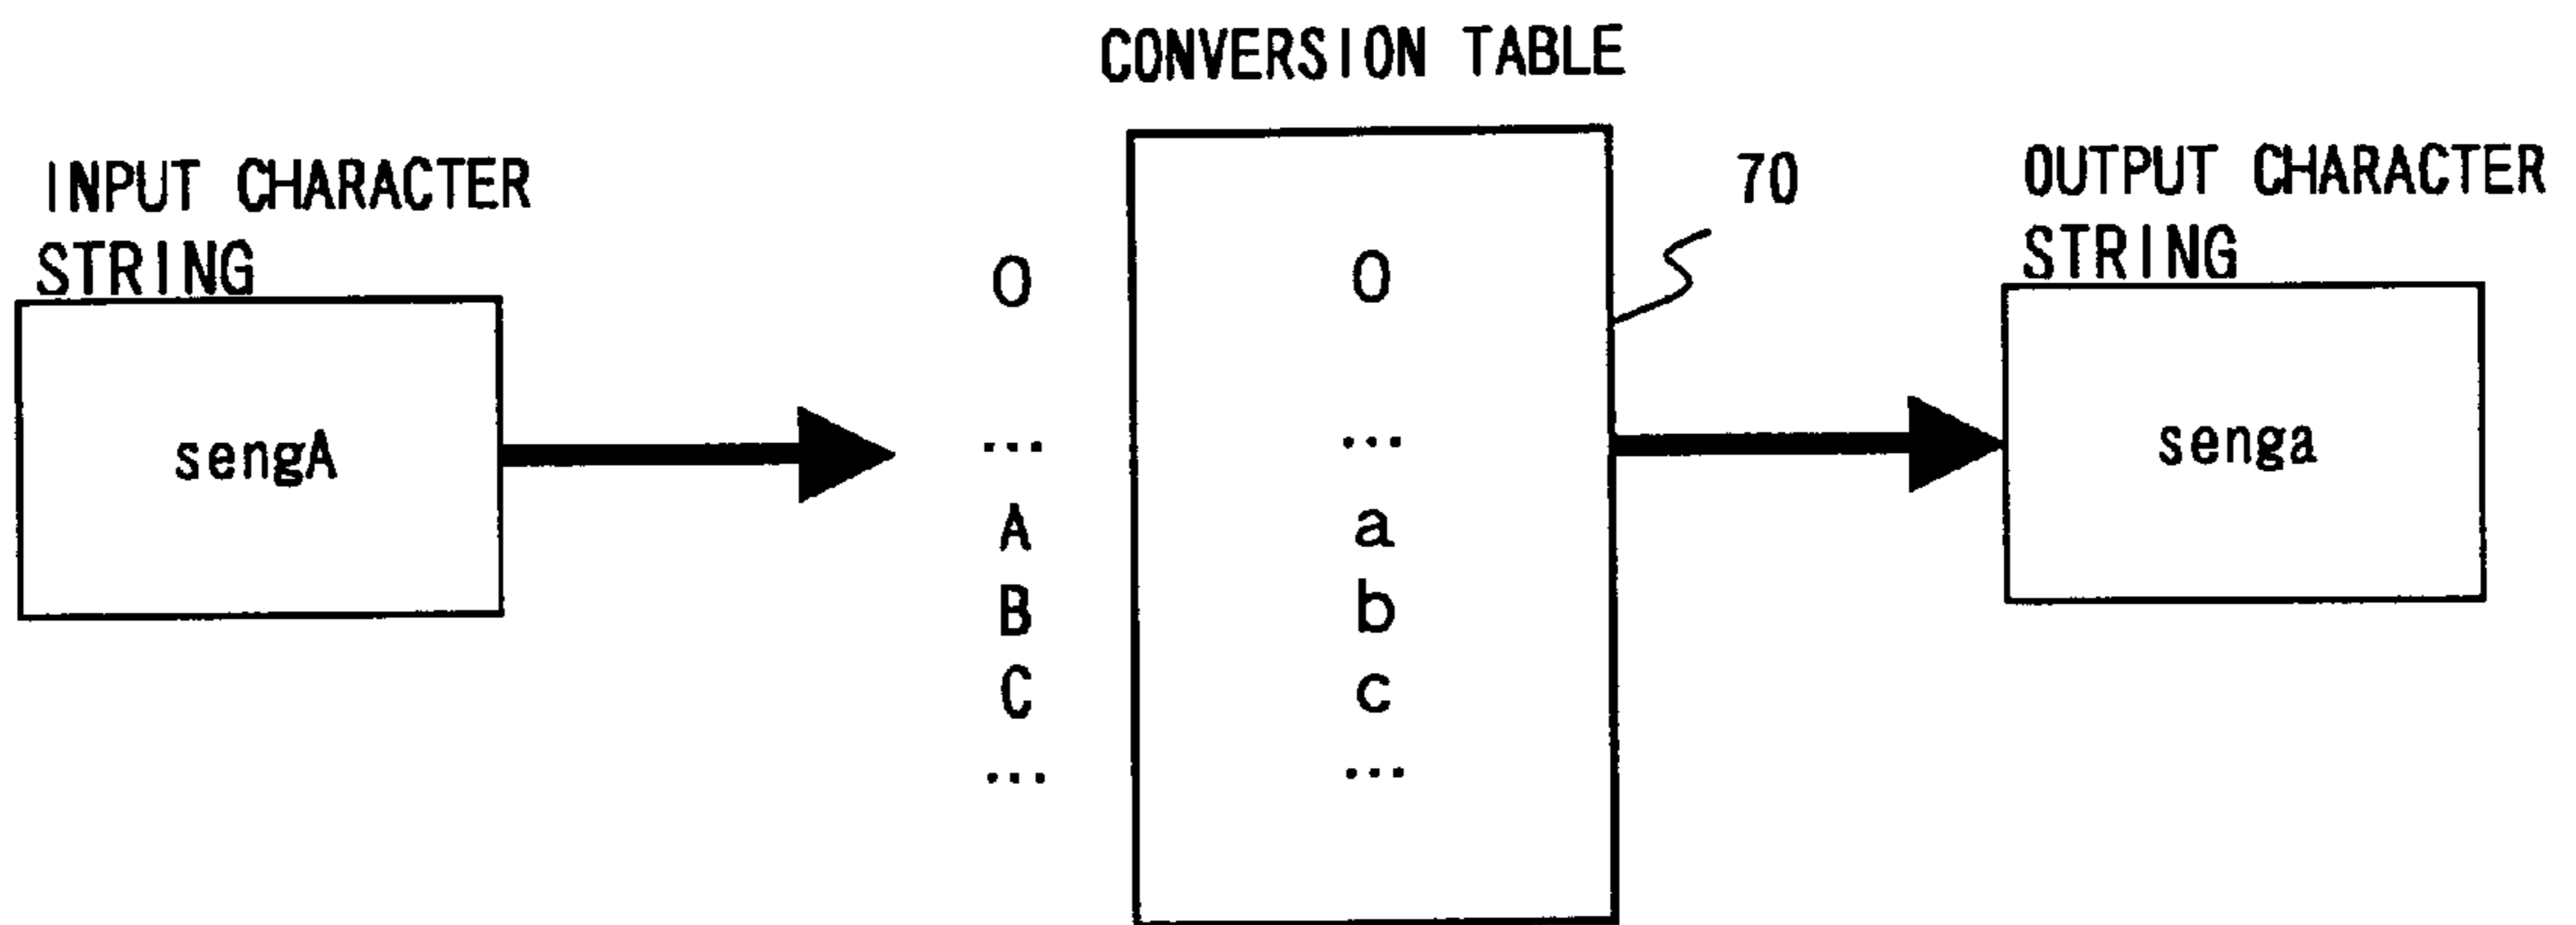 CONVERSION TABLE
INPUT CHARACTER
STRING
sengA
0 0
... ...
A a
B b
C c
... ...
70
OUTPUT CHARACTER
STRING
senga